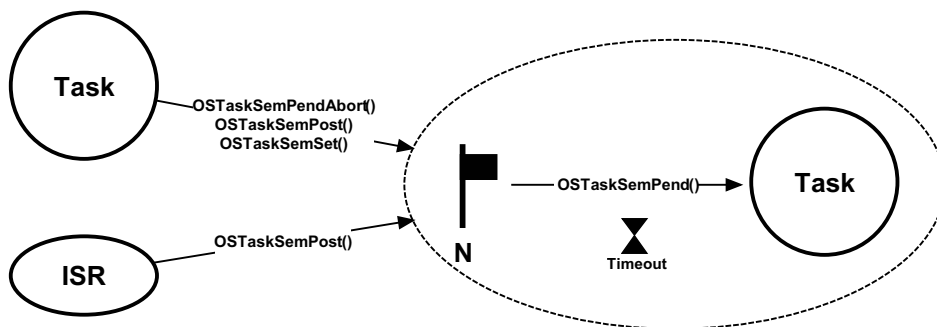 Task
OSTaskSemPendAbort()
OSTaskSemPost()
OSTaskSemSet()
OSTaskSemPend()
Task
OSTaskSemPost()
N
Timeout
ISR